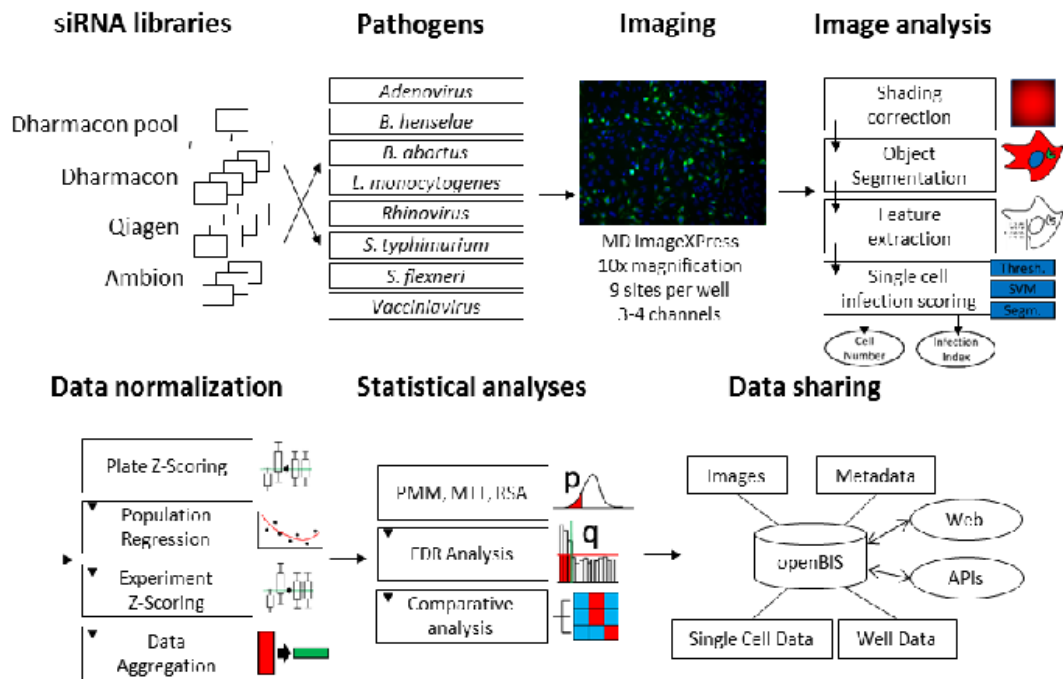 siRNA libraries
Pathogens
Imaging
Image analysis
Dharmacon pool
Dharmacon
Qiagen
Ambion
Adenovirus
B. henselae
B. abortus
L. monocytogenes
Rhinovirus
S. typhimurium
S. flexneri
Vacciniavirus
MD ImageXPress
10x magnification
9 sites per well
3-4 channels
Shading
correction
Object
Segmentation
Feature
extraction
Single cell
infection scoring
Thresh.
SVM
Segm.
Cell
Number
Infection
Index
Data normalization
Statistical analyses
Data sharing
Plate Z-Scoring
Population
Regression
Experiment
Z-Scoring
Data
Aggregation
PMM, MTT, RSA
p
FDR Analysis
q
Comparative
analysis
Images
Metadata
openBIS
Web
APIs
Single Cell Data
Well Data